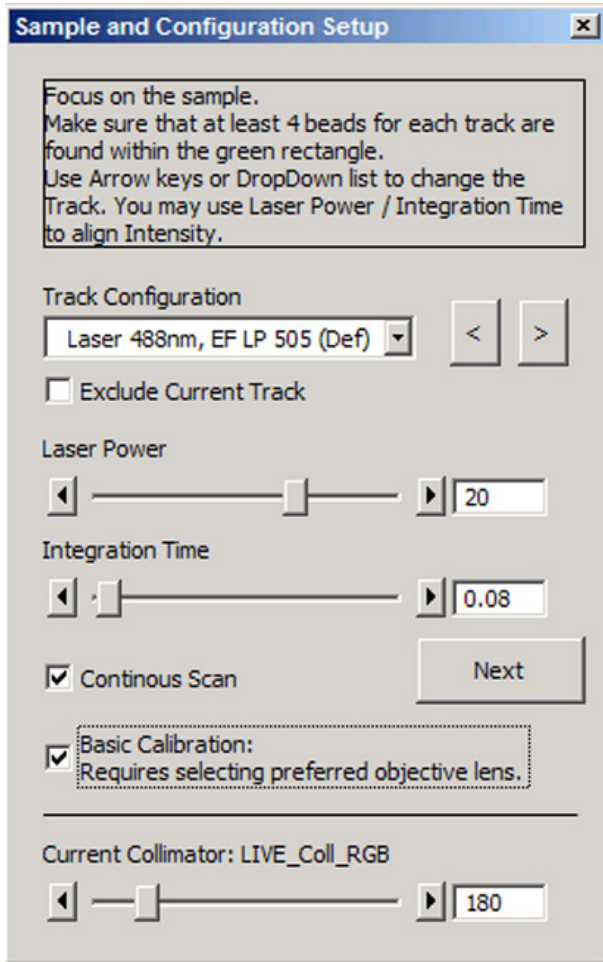 Sample and Configuration Setup
Focus on the sample.
Make sure that at least 4 beads for each track are
found within the green rectangle.
Use Arrow keys or DropDown list to change the
Track. You may use Laser Power / Integration Time
to align Intensity.
Track Configuration
Laser 488nm, EF LP 505 (Def)
< >
Exclude Current Track
Laser Power
20
Integration Time
0.08
Continous Scan
Next
Basic Calibration:
Requires selecting preferred objective lens.
Current Collimator: LIVE_Coll_RGB
180